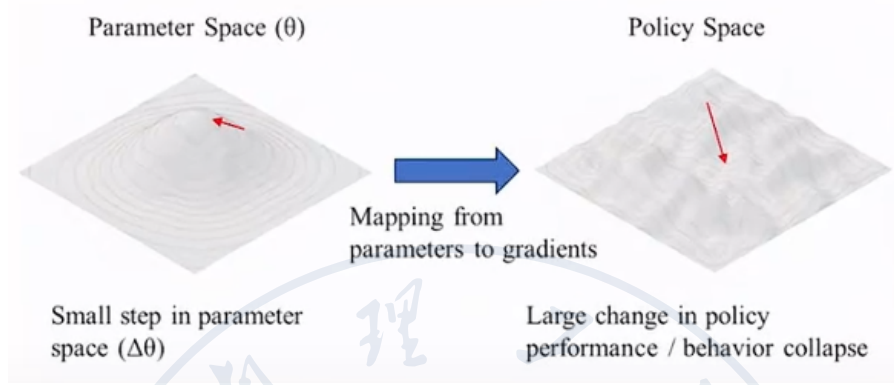 Parameter Space (θ)
Policy Space
Mapping from
parameters to gradients
Small step in parameter
space (Δθ)
Large change in policy
performance / behavior collapse
理